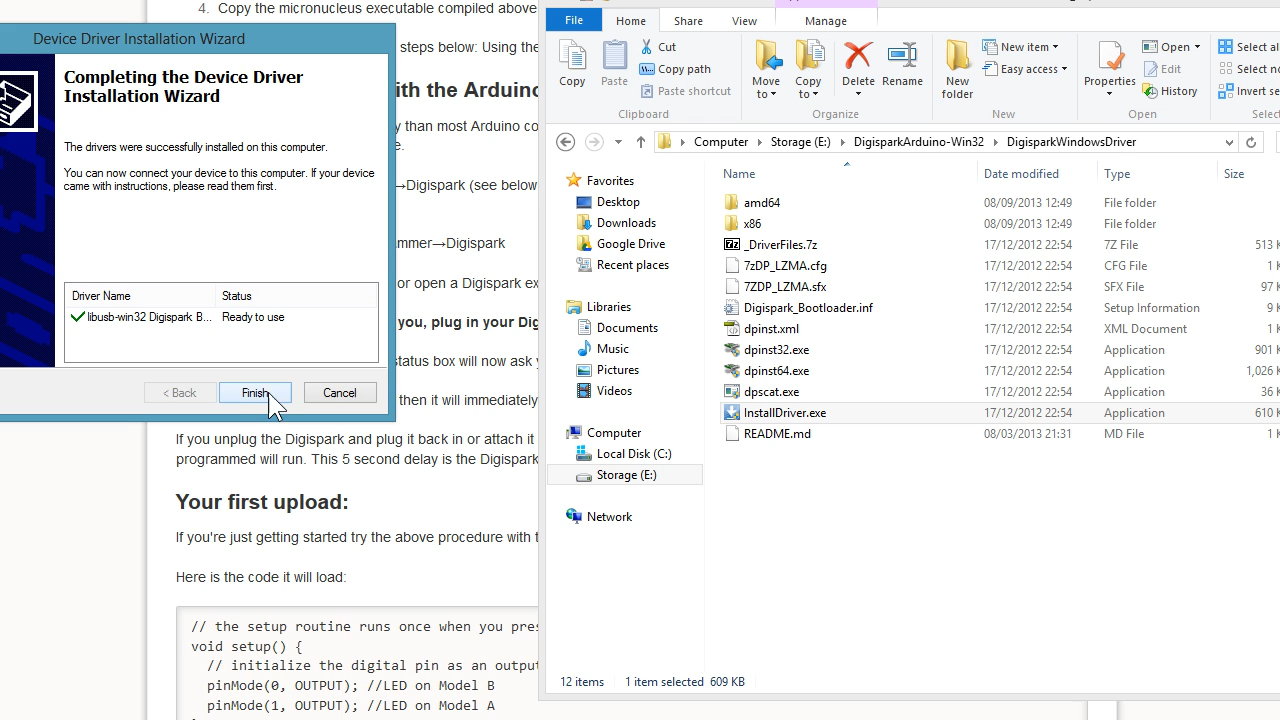 4. Copy the micronucleus executable compiled above
Device Driver Installation Wizard
Completing the Device Driver
Installation Wizard
The drivers were successfully installed on this computer.
You can now connect your device to this computer. If your device
came with instructions, please read them first.
Driver Name Status
libusb-win32 Digispark B... Ready to use
< Back Finish Cancel
steps below: Using the
ith the Arduino
y than most Arduino co
e.
→Digispark (see below
mmer→Digispark
or open a Digispark ex
you, plug in your Dig
status box will now ask y
then it will immediately
If you unplug the Digispark and plug it back in or attach it
programmed will run. This 5 second delay is the Digispark
Your first upload:
If you're just getting started try the above procedure with t
Here is the code it will load:
// the setup routine runs once when you pres
void setup() {
// initialize the digital pin as an output
pinMode(0, OUTPUT); //LED on Model B
pinMode(1, OUTPUT); //LED on Model A
File Home Share View Manage
Copy Paste Cut
Copy path
Paste shortcut
Move to Copy to Delete Rename
New folder New item
Easy access
Properties Open
Edit
History
Select al
Select no
Invert se
Clipboard Organize New Open Selec
Computer Storage (E:) DigisparkArduino-Win32 DigisparkWindowsDriver
Favorites
Desktop
Downloads
Google Drive
Recent places
Libraries
Documents
Music
Pictures
Videos
Computer
Local Disk (C:)
Storage (E:)
Network
Name Date modified Type Size
amd64 08/09/2013 12:49 File folder
x86 08/09/2013 12:49 File folder
_DriverFiles.7z 17/12/2012 22:54 7Z File 513 K
7zDP_LZMA.cfg 17/12/2012 22:54 CFG File 1 K
7ZDP_LZMA.sfx 17/12/2012 22:54 SFX File 97 K
Digispark_Bootloader.inf 17/12/2012 22:54 Setup Information 9 K
dpinst.xml 17/12/2012 22:54 XML Document 1 K
dpinst32.exe 17/12/2012 22:54 Application 901 K
dpinst64.exe 17/12/2012 22:54 Application 1,026 K
dpscat.exe 17/12/2012 22:54 Application 36 K
InstallDriver.exe 17/12/2012 22:54 Application 610 K
README.md 08/03/2013 21:31 MD File 1 K
12 items 1 item selected 609 KB